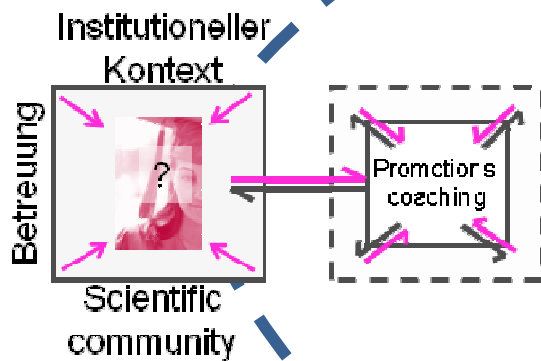 Institutioneller
Kontext
Betreuung
?
Promotions
coaching
Scientific
community